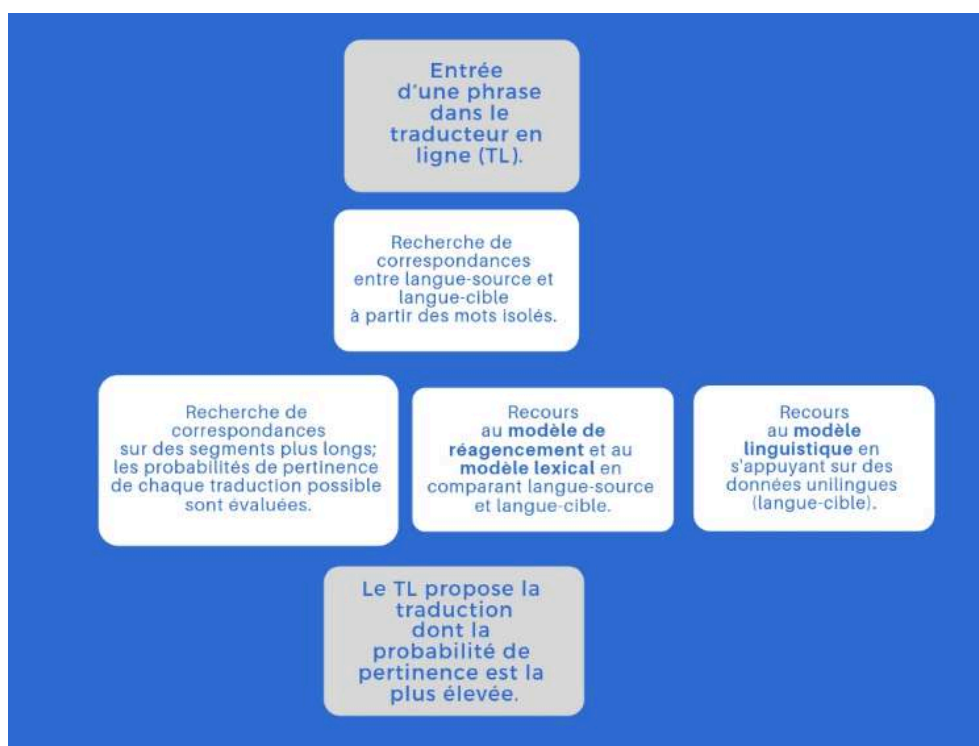 Entrée
d'une phrase
dans le
traducteur en
ligne (TL).
Recherche de
correspondances
entre langue-source et
langue-cible
à partir des mots isolés.
Recherche de
correspondances
sur des segments plus longs;
les probabilités de pertinence
de chaque traduction possible
sont évaluées.
Recours
au modèle de
réagencement et au
modèle lexical en
comparant langue-source
et langue-cible.
Recours
au modèle
linguistique en
s'appuyant sur des
données unilingues
(langue-cible).
Le TL propose la
traduction
dont la
probabilité de
pertinence est la
plus élevée.